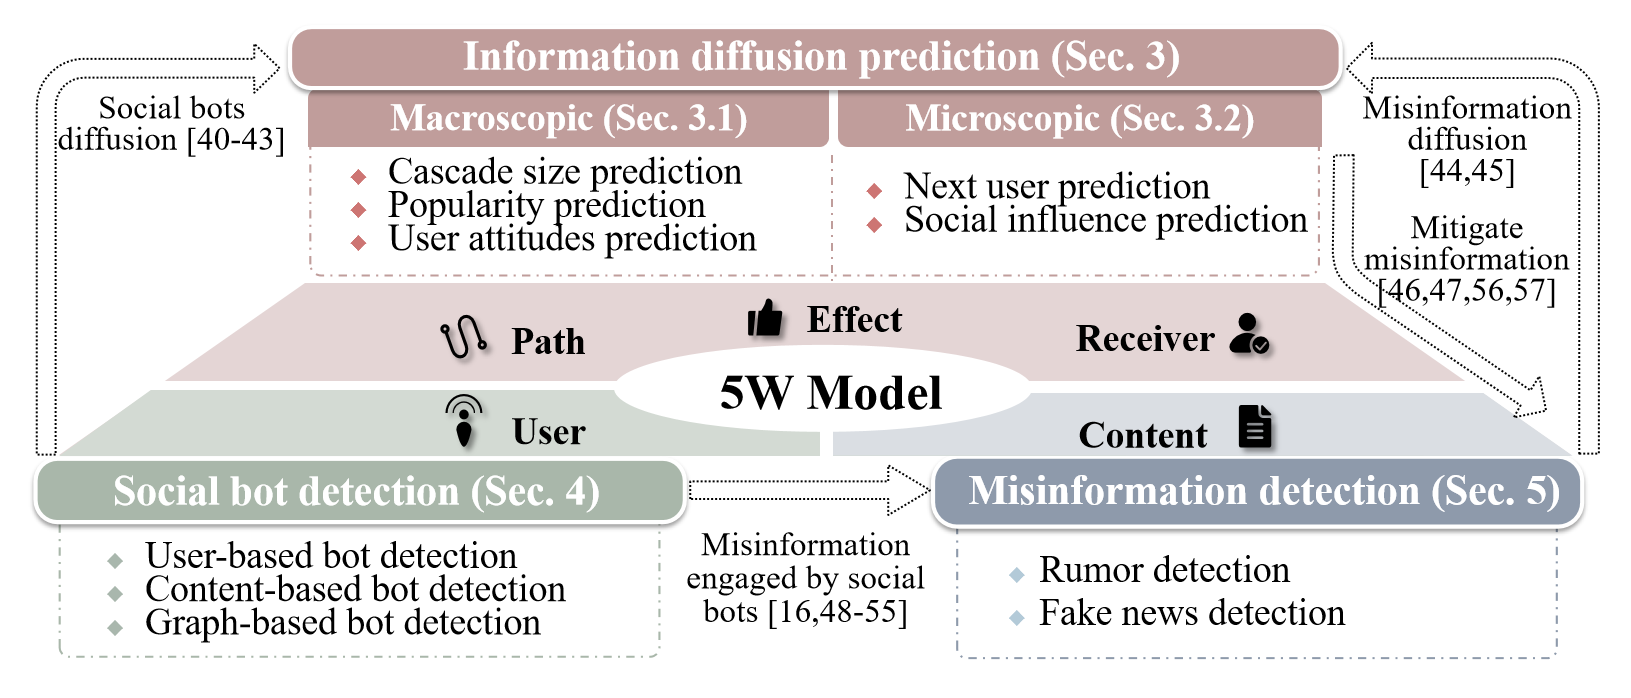 Information diffusion prediction (Sec. 3)
Macroscopic (Sec. 3.1)
Microscopic (Sec. 3.2)
Cascade size prediction
Popularity prediction
User attitudes prediction
Next user prediction
Social influence prediction
Social bots
diffusion [40-43]
Misinformation
diffusion
[44,45]
Mitigate
misinformation
[46,47,56,57]
Path
Effect
Receiver
5W Model
User
Content
Social bot detection (Sec. 4)
User-based bot detection
Content-based bot detection
Graph-based bot detection
Misinformation
engaged by social
bots [16,48-55]
Misinformation detection (Sec. 5)
Rumor detection
Fake news detection